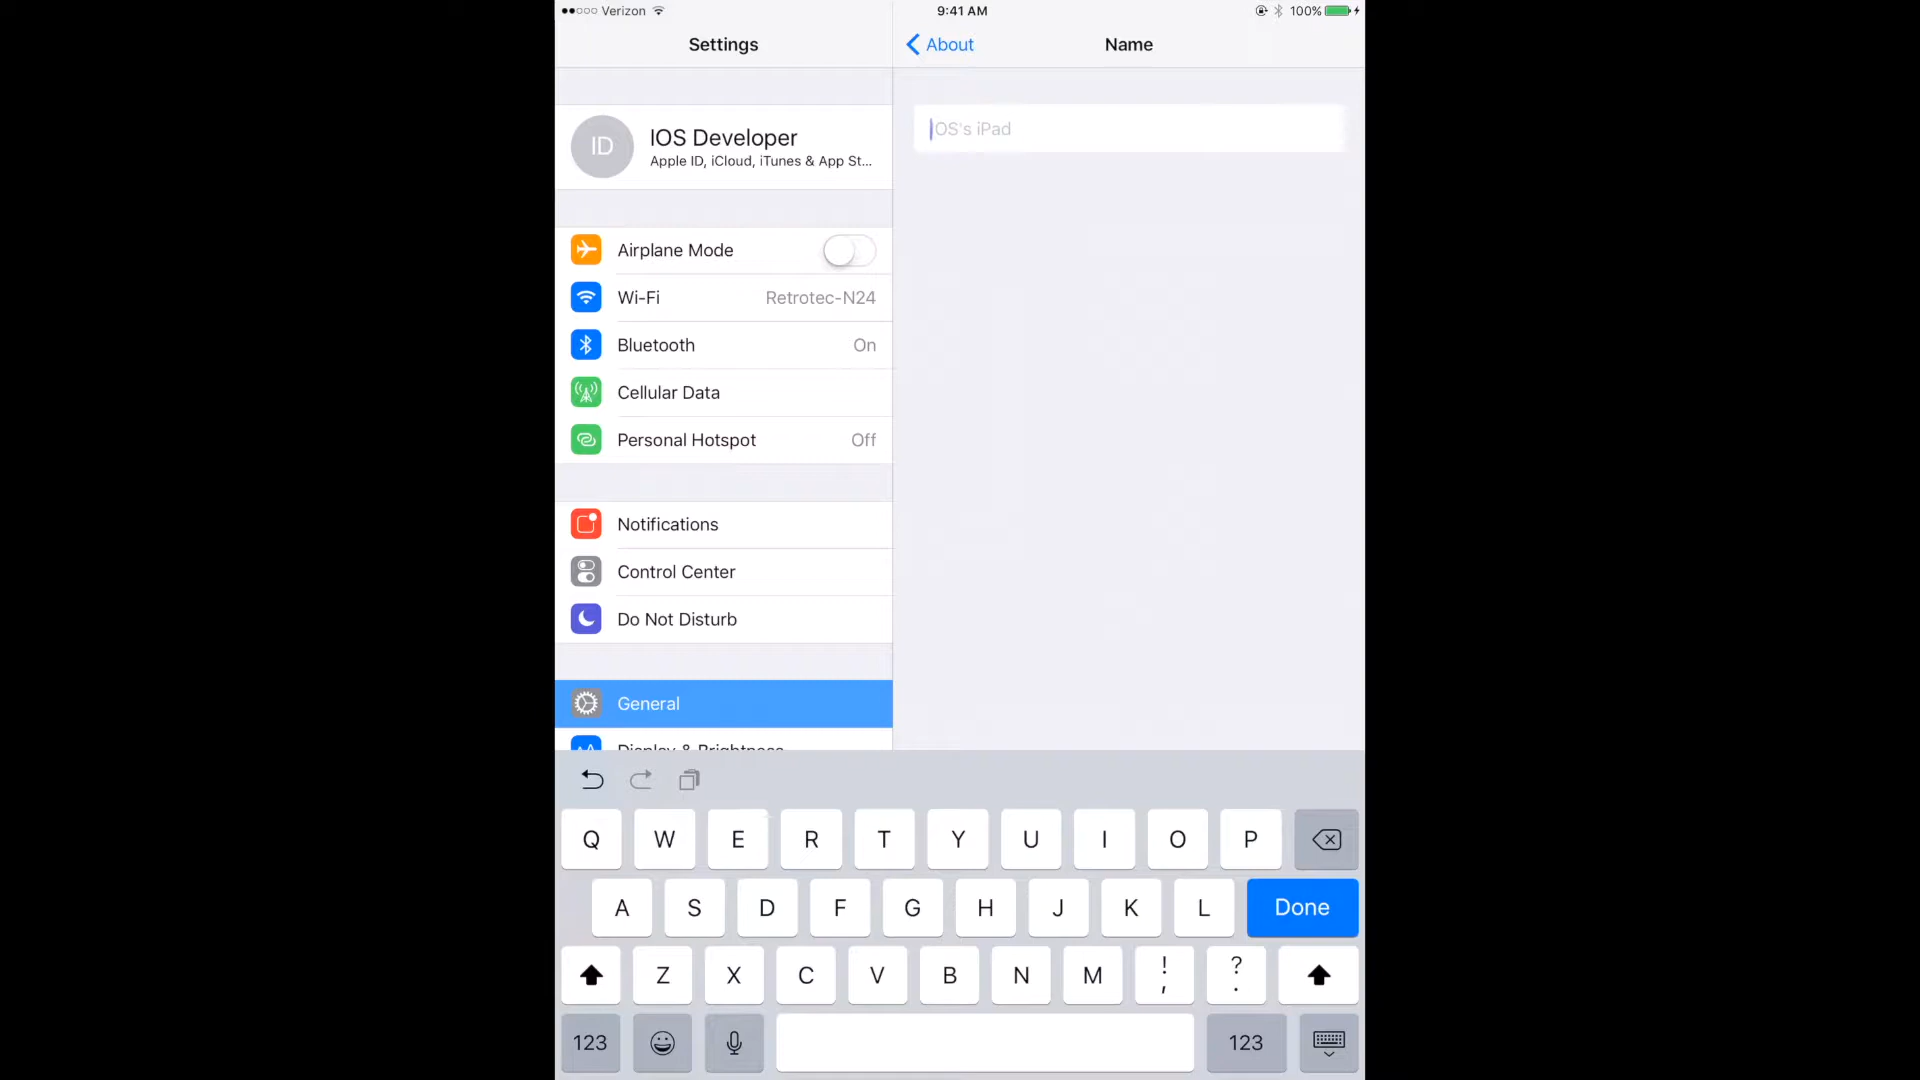 Verizon
9:41 AM
100%
Settings
About
Name
ID
IOS Developer
Apple ID, iCloud, iTunes & App St...
IOS's iPad
Airplane Mode
Wi-Fi Retrotec-N24
Bluetooth On
Cellular Data
Personal Hotspot Off
Notifications
Control Center
Do Not Disturb
General
Display & Brightness
Q W E R T Y U I O P
A S D F G H J K L Done
Z X C V B N M ! , ? .
123 123